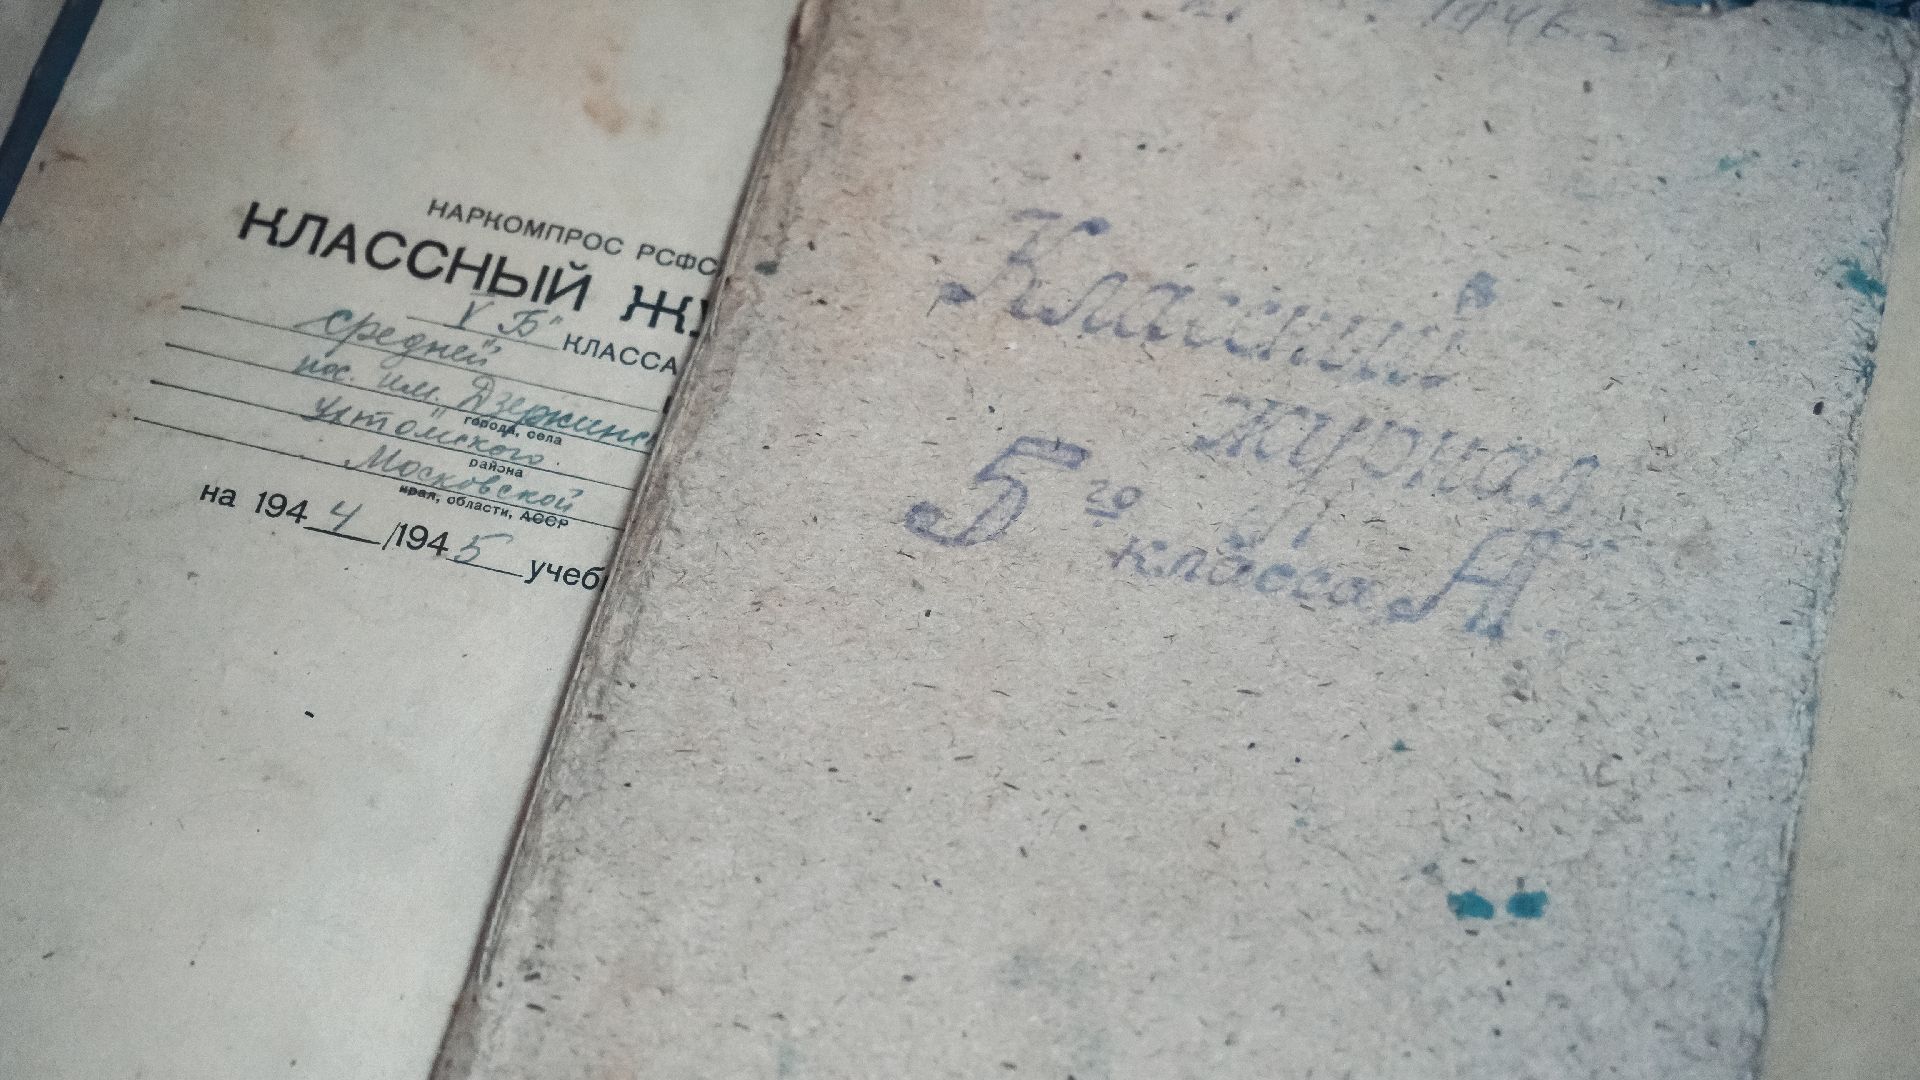 НАРКОМПРОС РСФС
КЛАССНЫЙ ЖУ
V "Б" КЛАССА
средней
пос. им. Дзержинс
города, села
Ухтомского
района
Московской
края, области, АССР
на 1944/1945 учеб
1946 г
Классный
журнал
5го класса "А"